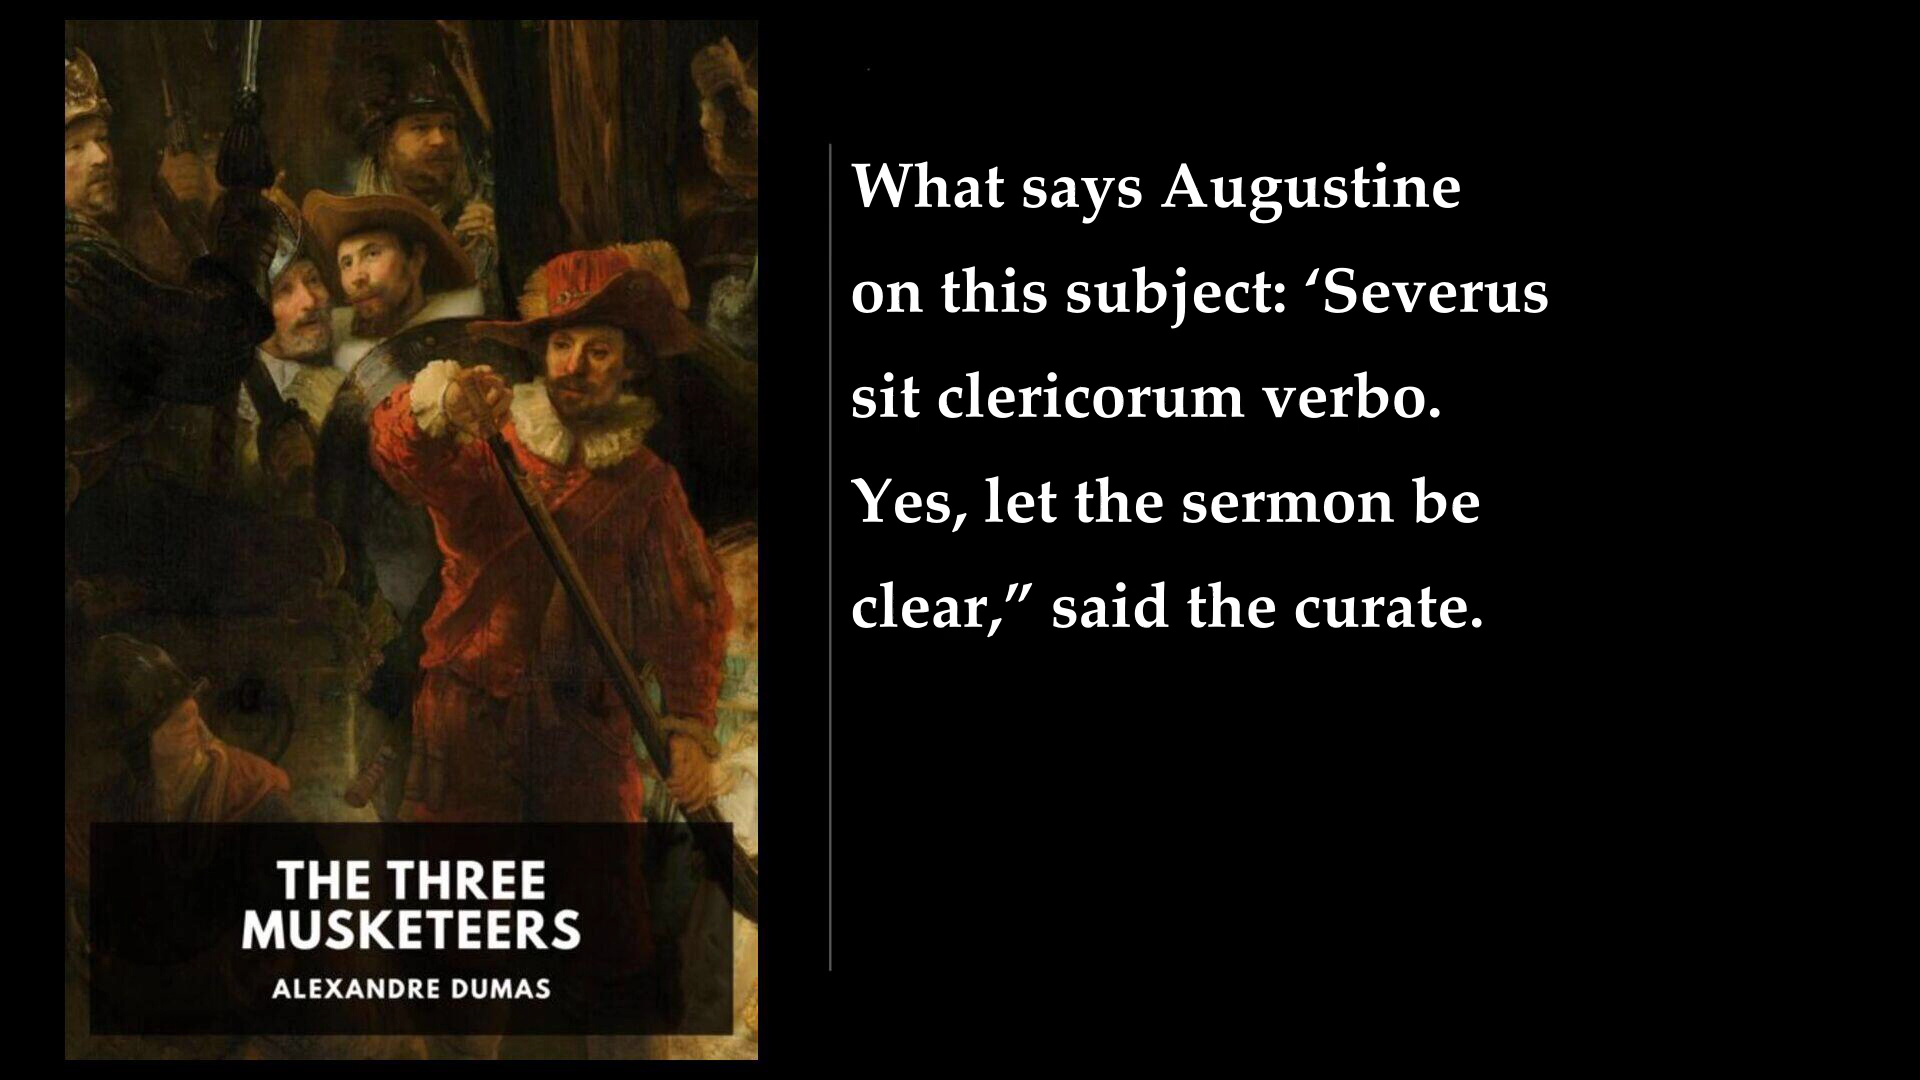 THE THREE
MUSKETEERS
ALEXANDRE DUMAS
What says Augustine
on this subject: ‘Severus
sit clericorum verbo.
Yes, let the sermon be
clear,” said the curate.